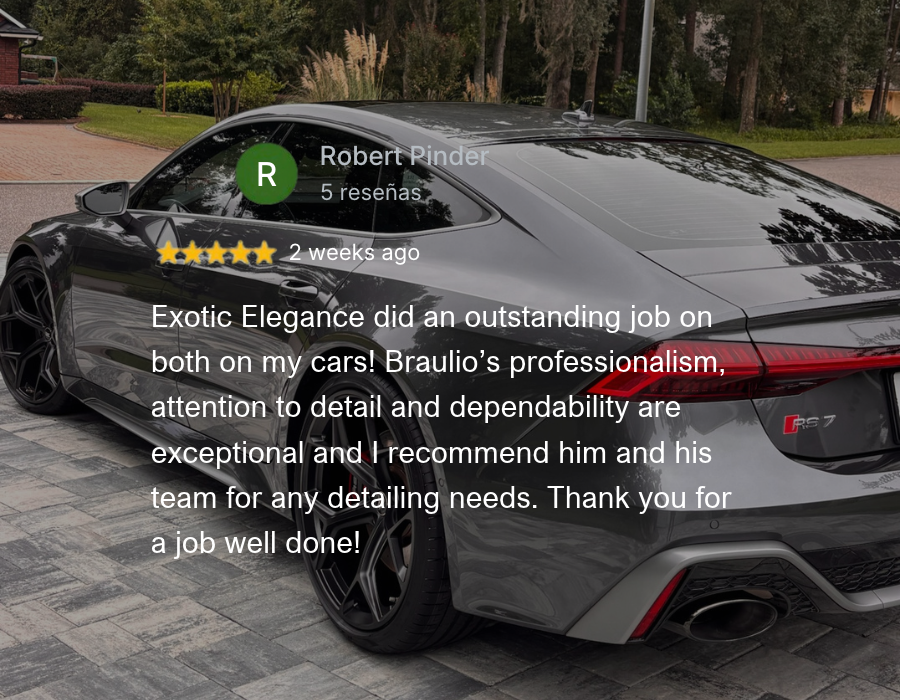 R
Robert Pinder
5 reseñas
2 weeks ago
Exotic Elegance did an outstanding job on
both on my cars! Braulio’s professionalism,
attention to detail and dependability are
exceptional and I recommend him and his
team for any detailing needs. Thank you for
a job well done!
RS 7